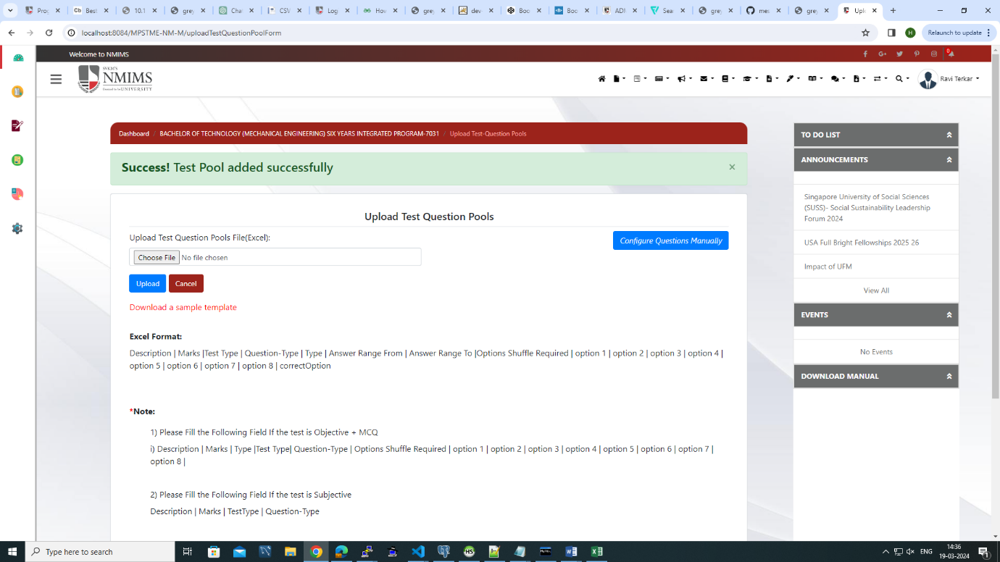 Prog
Best
10.1
grey
Cha
CSV
Log
How
grey
dev
Boo
Boo
ADM
Sea
grey
mes
grey
Uplo
localhost:8084/MPSTME-NM-M/uploadTestQuestionPoolForm
H
Relaunch to update
Welcome to NMIMS
0
SVKM'S
NMIMS
Deemed to be UNIVERSITY
Ravi Terkar
Dashboard / BACHELOR OF TECHNOLOGY (MECHANICAL ENGINEERING) SIX YEARS INTEGRATED PROGRAM-7031 / Upload Test-Question Pools
Success! Test Pool added successfully
×
Upload Test Question Pools
Upload Test Question Pools File(Excel):
Configure Questions Manually
Choose File No file chosen
Upload Cancel
Download a sample template
Excel Format:
Description | Marks |Test Type | Question-Type | Type | Answer Range From | Answer Range To |Options Shuffle Required | option 1 | option 2 | option 3 | option 4 |
option 5 | option 6 | option 7 | option 8 | correctOption
*Note:
1) Please Fill the Following Field If the test is Objective + MCQ
i) Description | Marks | Type |Test Type| Question-Type | Options Shuffle Required | option 1 | option 2 | option 3 | option 4 | option 5 | option 6 | option 7 |
option 8 |
2) Please Fill the Following Field If the test is Subjective
Description | Marks | TestType | Question-Type
TO DO LIST
ANNOUNCEMENTS
Singapore University of Social Sciences
(SUSS)- Social Sustainability Leadership
Forum 2024
USA Full Bright Fellowships 2025 26
Impact of UFM
View All
EVENTS
No Events
DOWNLOAD MANUAL
Type here to search
ENG
14:36
19-03-2024
1